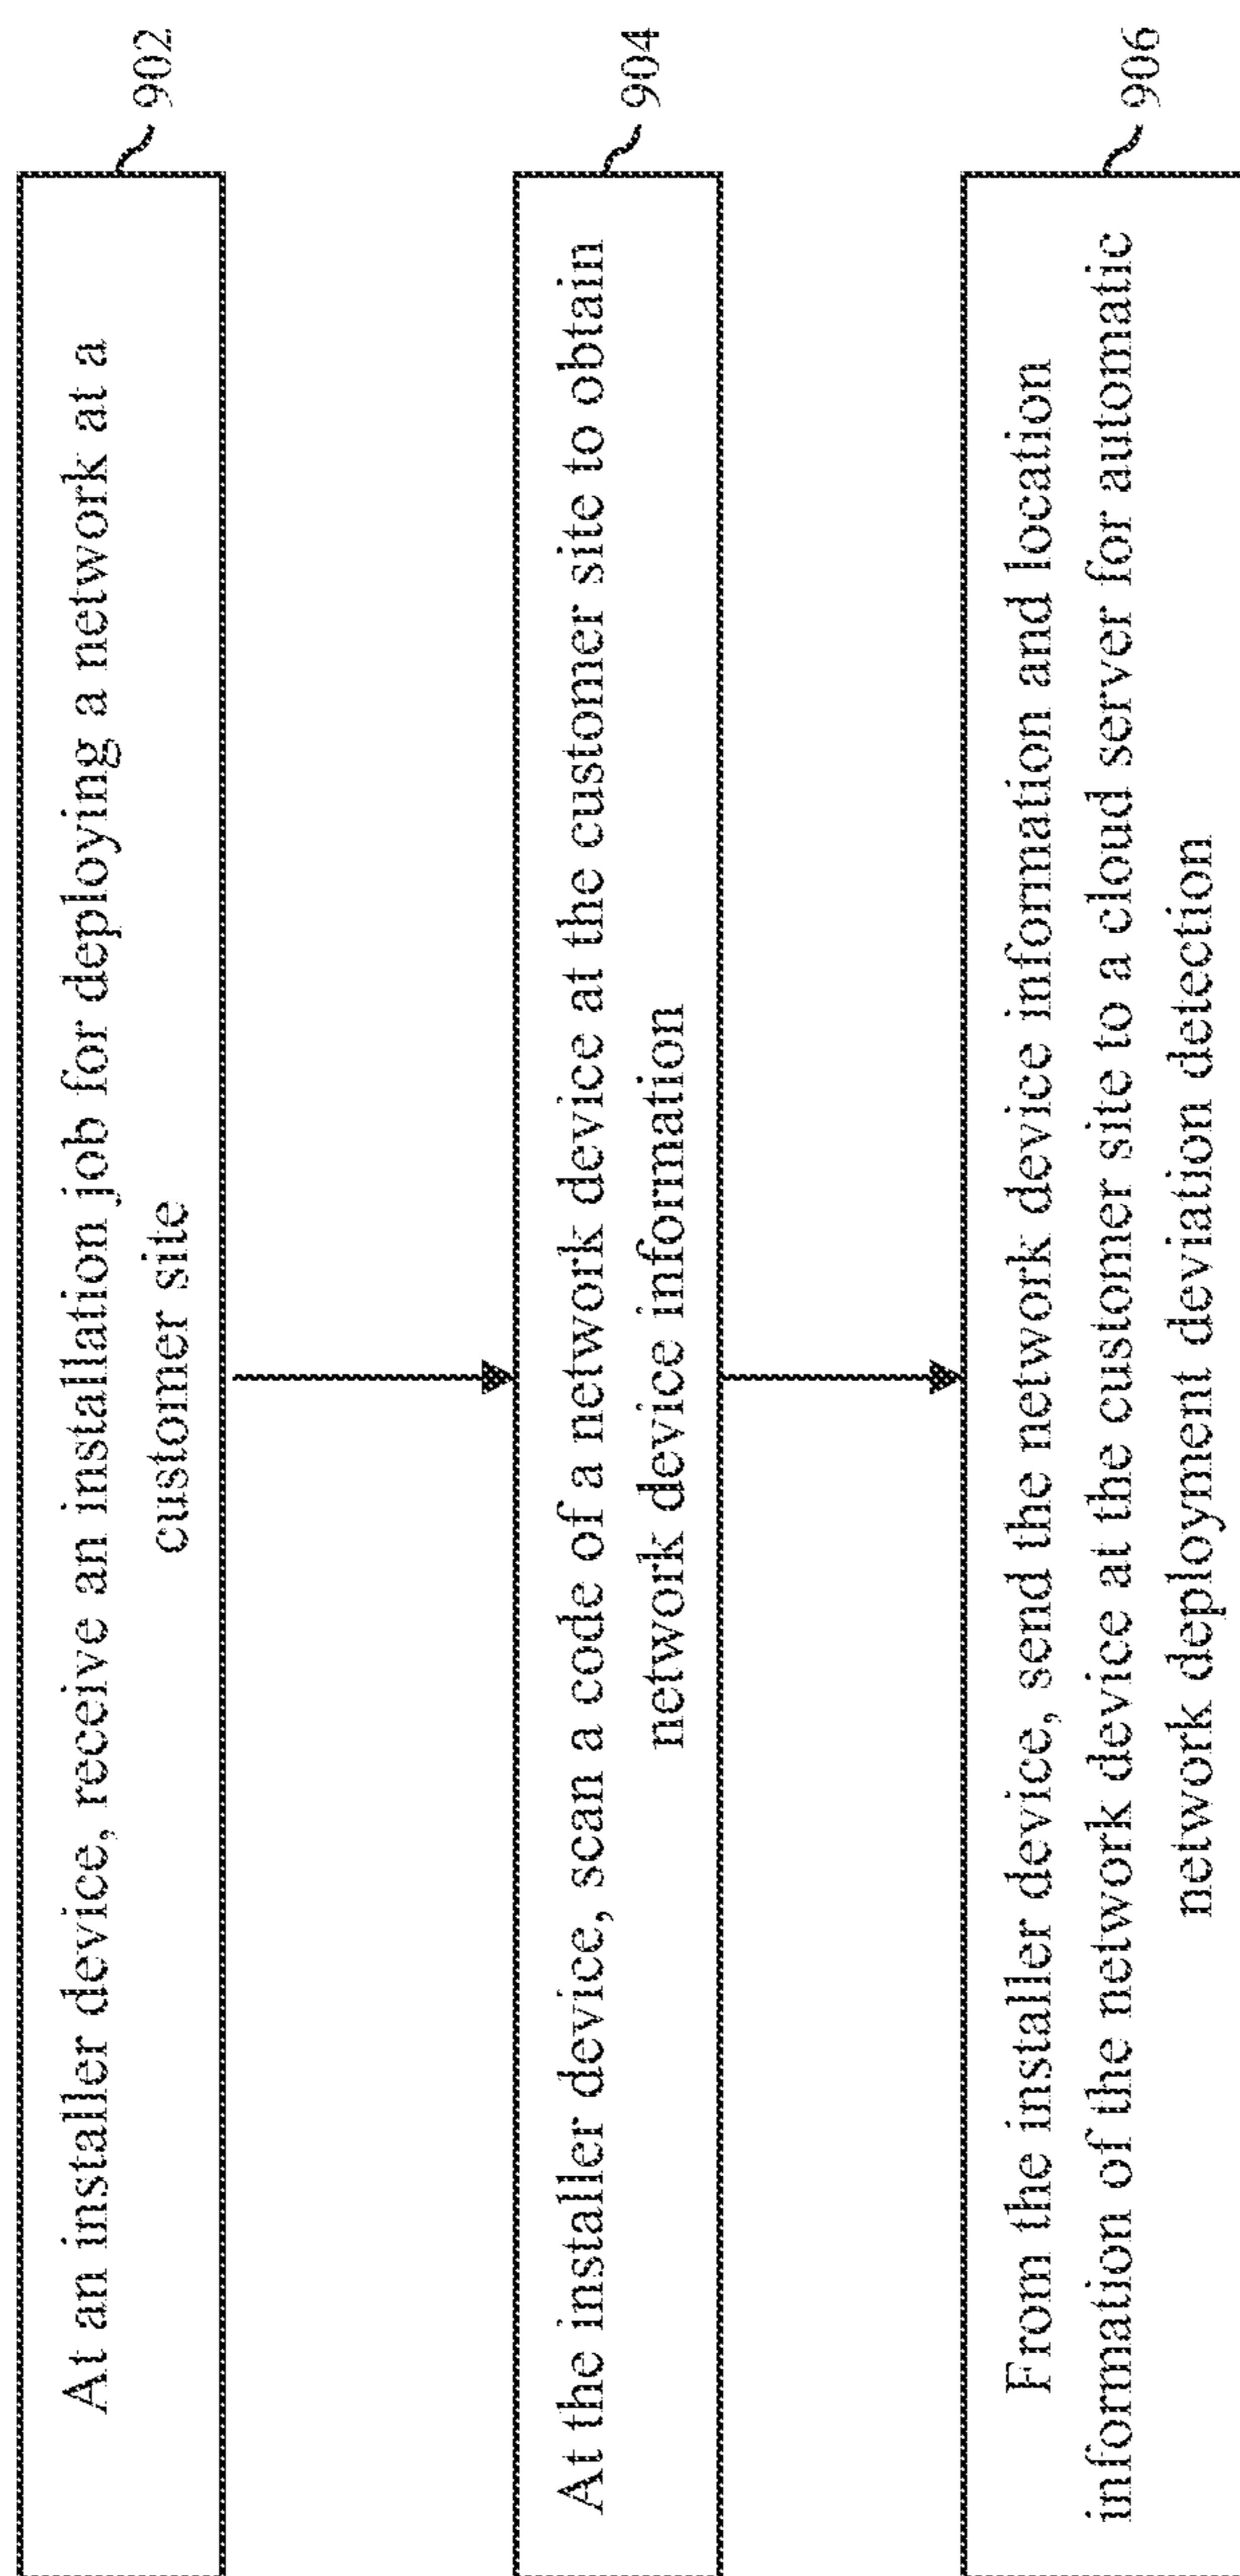 At an installer device, receive an installation job for deploying a network at a
customer site
902
At the installer device, scan a code of a network device at the customer site to obtain
network device information
904
From the installer device, send the network device information and location
information of the network device at the customer site to a cloud server for automatic
network deployment deviation detection
906